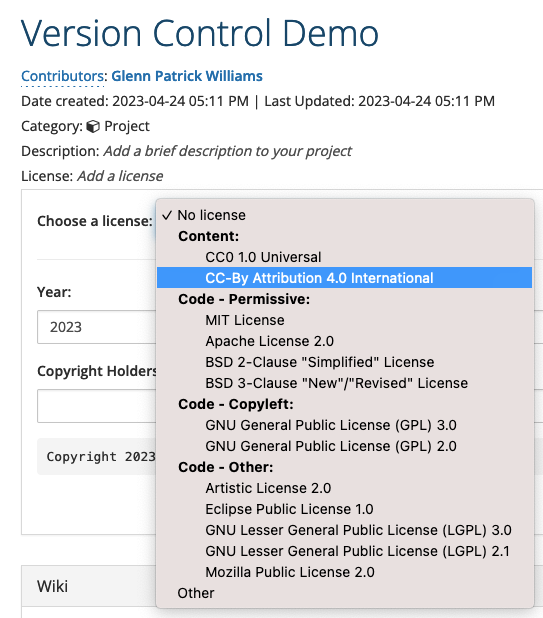 Version Control Demo
Contributors: Glenn Patrick Williams
Date created: 2023-04-24 05:11 PM | Last Updated: 2023-04-24 05:11 PM
Category: Project
Description: Add a brief description to your project
License: Add a license
Choose a license:
✓ No license
Content:
CC0 1.0 Universal
CC-By Attribution 4.0 International
Code - Permissive:
MIT License
Apache License 2.0
BSD 2-Clause "Simplified" License
BSD 3-Clause "New"/"Revised" License
Code - Copyleft:
GNU General Public License (GPL) 3.0
GNU General Public License (GPL) 2.0
Code - Other:
Artistic License 2.0
Eclipse Public License 1.0
GNU Lesser General Public License (LGPL) 3.0
GNU Lesser General Public License (LGPL) 2.1
Mozilla Public License 2.0
Other
Year:
2023
Copyright Holders
Copyright 2023
Wiki